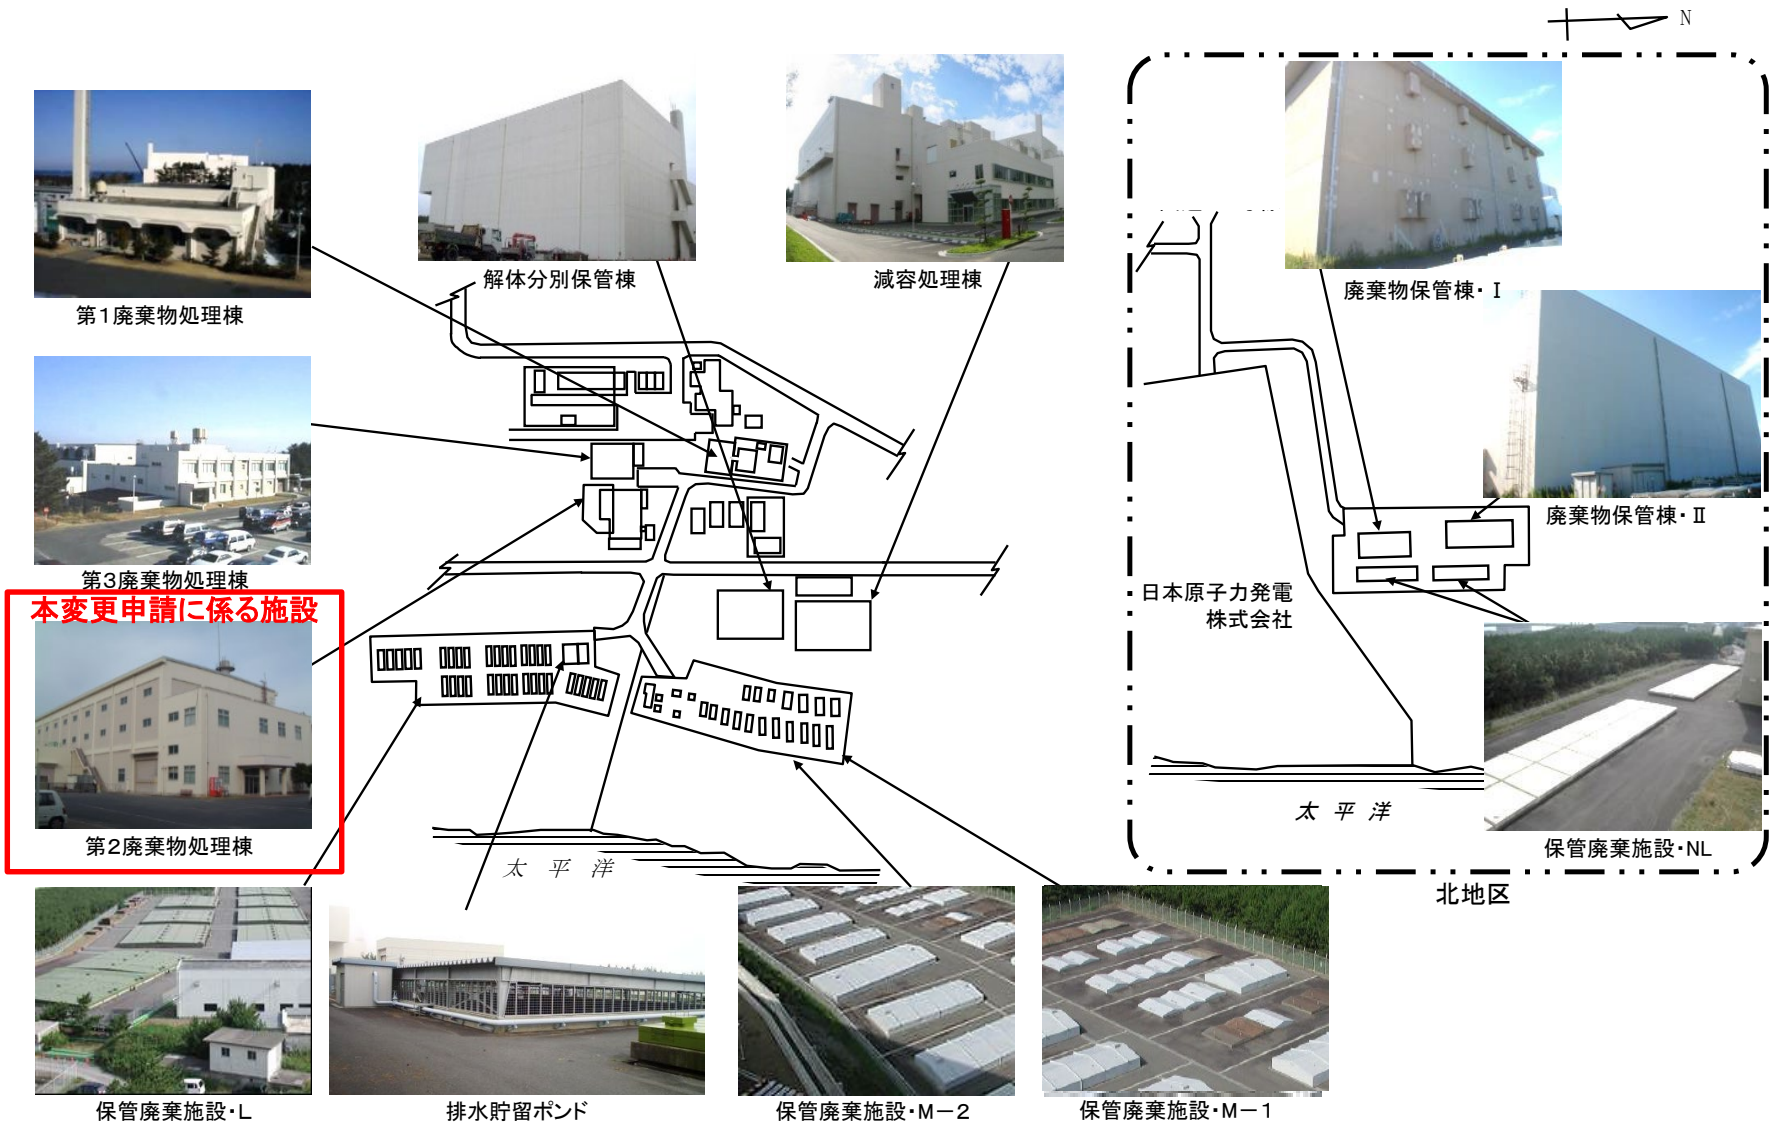 N
解体分別保管棟
減容処理棟
廃棄物保管棟・Ⅰ
第1廃棄物処理棟
廃棄物保管棟・Ⅱ
第3廃棄物処理棟
日本原子力発電
株式会社
本変更申請に係る施設
第2廃棄物処理棟
太平洋
太平洋
保管廃棄施設・NL
北地区
保管廃棄施設・L
排水貯留ポンド
保管廃棄施設・M－2
保管廃棄施設・M－1